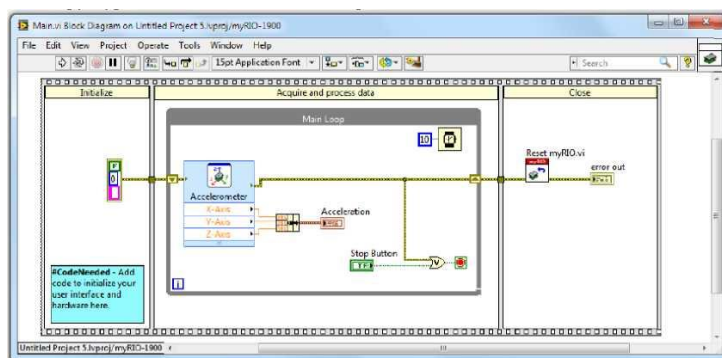 Main.vi Block Diagram on Untitled Project 5.lvproj/myRIO-1900
File Edit View Project Operate Tools Window Help
15pt Application Font
Search
Initialize
Acquire and process data
Close
Main Loop
10
Reset myRIO.vi
myRIO
error out
F
0
Accelerometer
X-Axis
Y-Axis
Z-Axis
Acceleration
Stop Button
TF
i
#CodeNeeded - Add
code to initialize your
user interface and
hardware here.
Untitled Project 5.lvproj/myRIO-1900